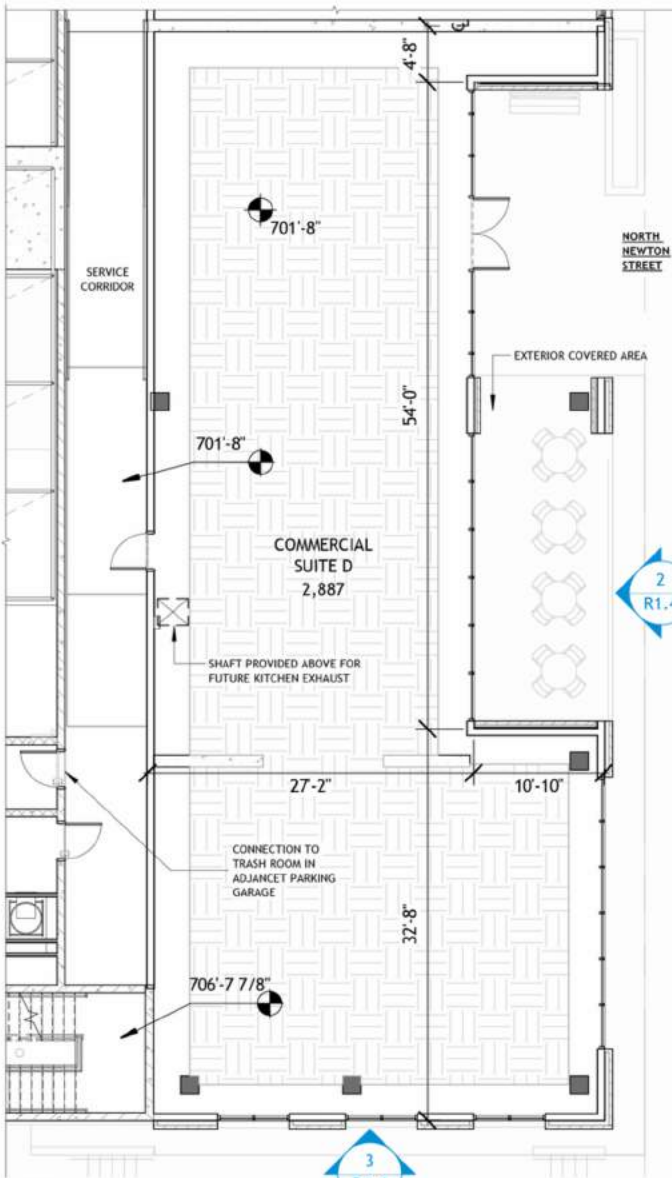 4'-8"
701'-8"
NORTH
NEWTON
STREET
SERVICE
CORRIDOR
EXTERIOR COVERED AREA
54'-0"
701'-8"
COMMERCIAL
SUITE D
2,887
2
SHAFT PROVIDED ABOVE FOR
FUTURE KITCHEN EXHAUST
27'-2"
10'-10"
CONNECTION TO
TRASH ROOM IN
ADJANCET PARKING
GARAGE
32'-8"
706'-7 7/8"
3